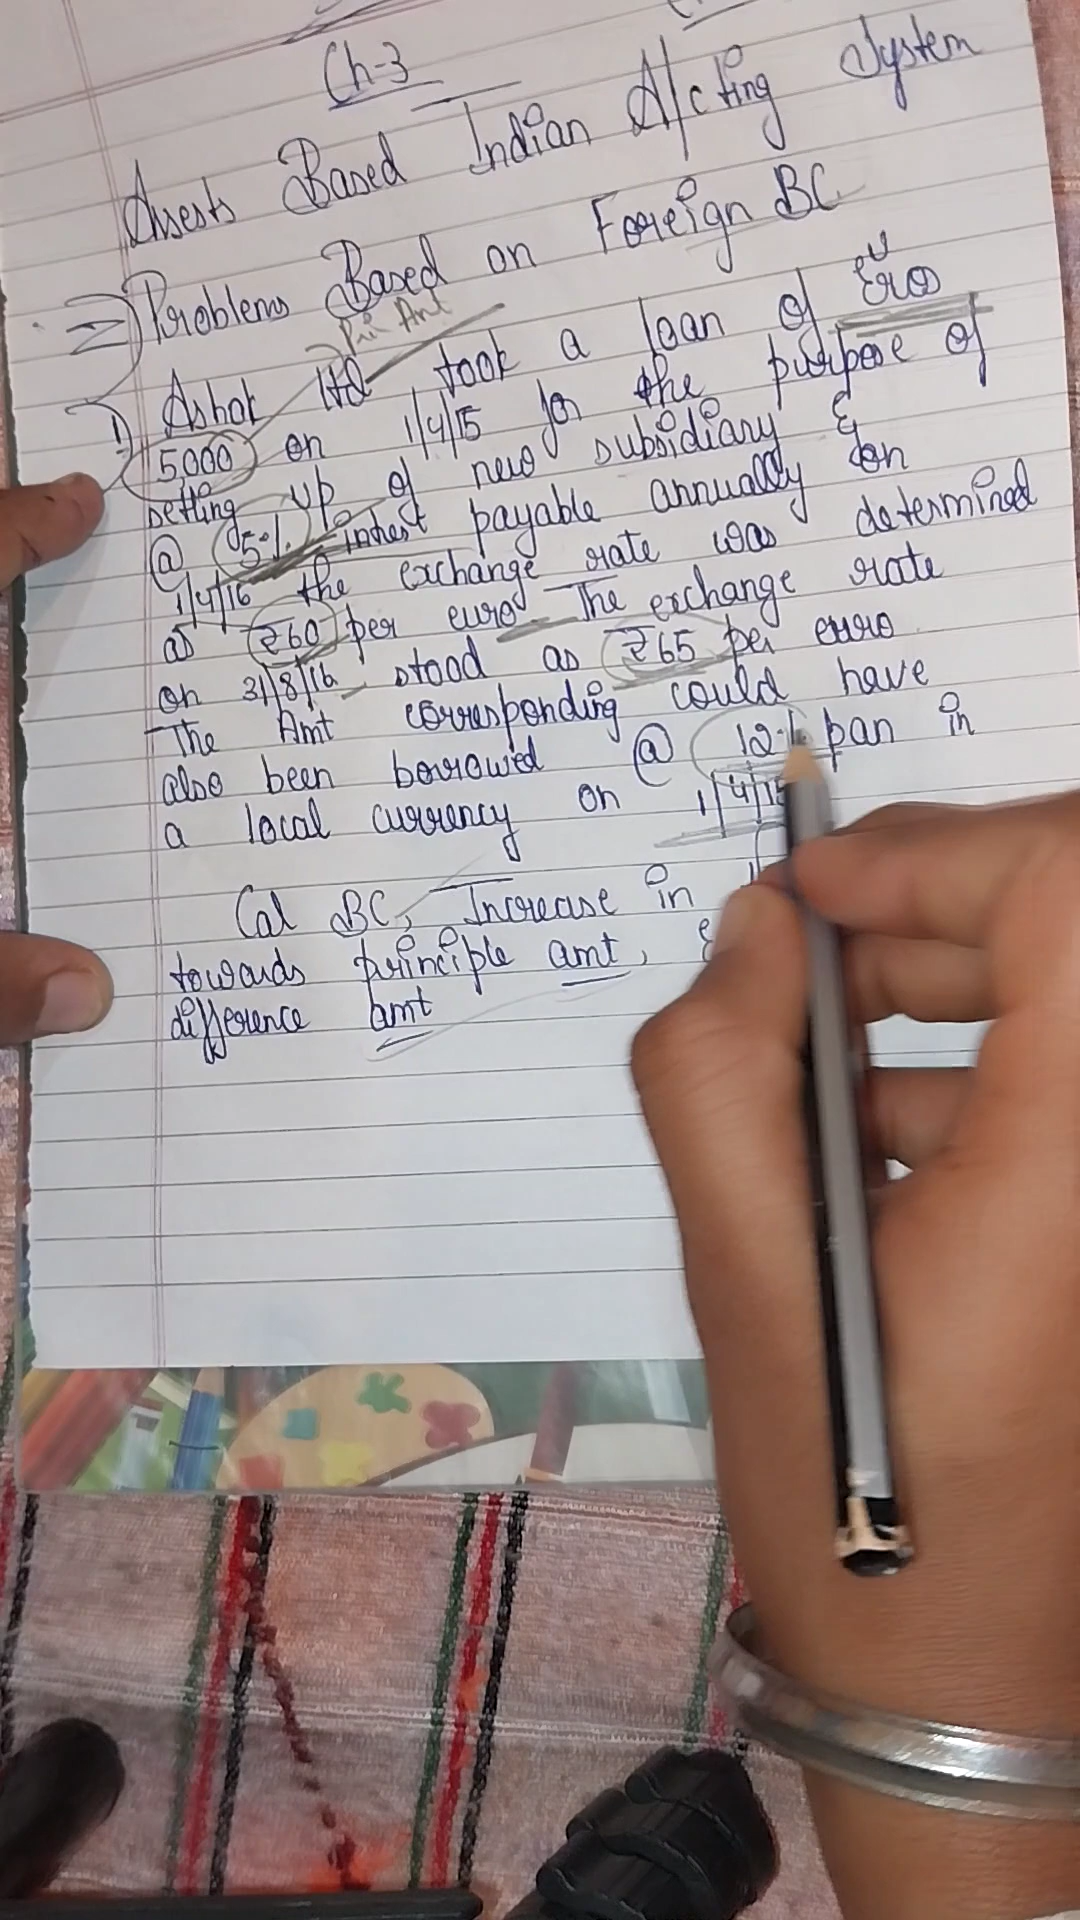 Ch-3
Assests Based Indian A/cting System
Problems Based on Foreign BC
Pri Amt
1) Ashok ltd. took a loan of Euros
5000 on 1/4/15 for the purpose of
setting up of new subsidiary &
@ 5% intrest payable annually on
1/4/16 the exchange rate was determined
as ₹60 per euro The exchange rate
on 31/8/16 stood as ₹65 per euro
The Amt corresponding could have
also been borrowed @ 12% pan in
a local currency on 1/4/15
Cal BC, Increase in
towards principle amt, &
difference amt